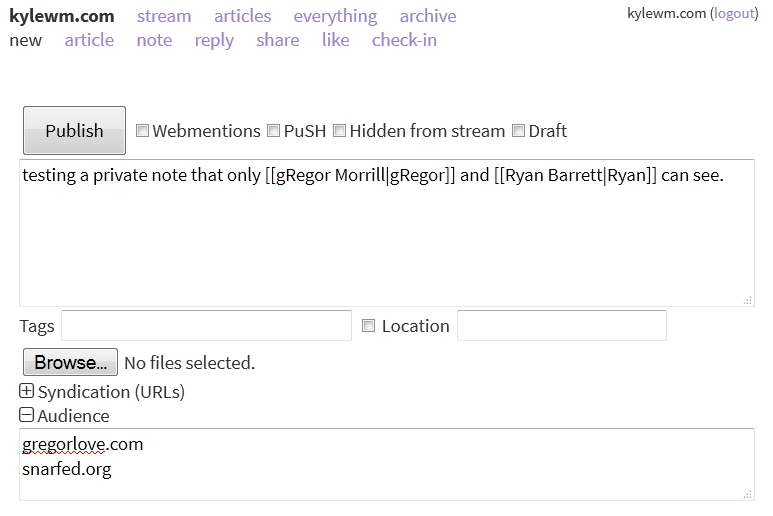 kylewm.com stream articles everything archive kylewm.com (logout)
new article note reply share like check-in
Publish Webmentions PuSH Hidden from stream Draft
testing a private note that only [[gRegor Morrill|gRegor]] and [[Ryan Barrett|Ryan]] can see.
Tags Location
Browse... No files selected.
Syndication (URLs)
Audience
gregorlove.com
snarfed.org